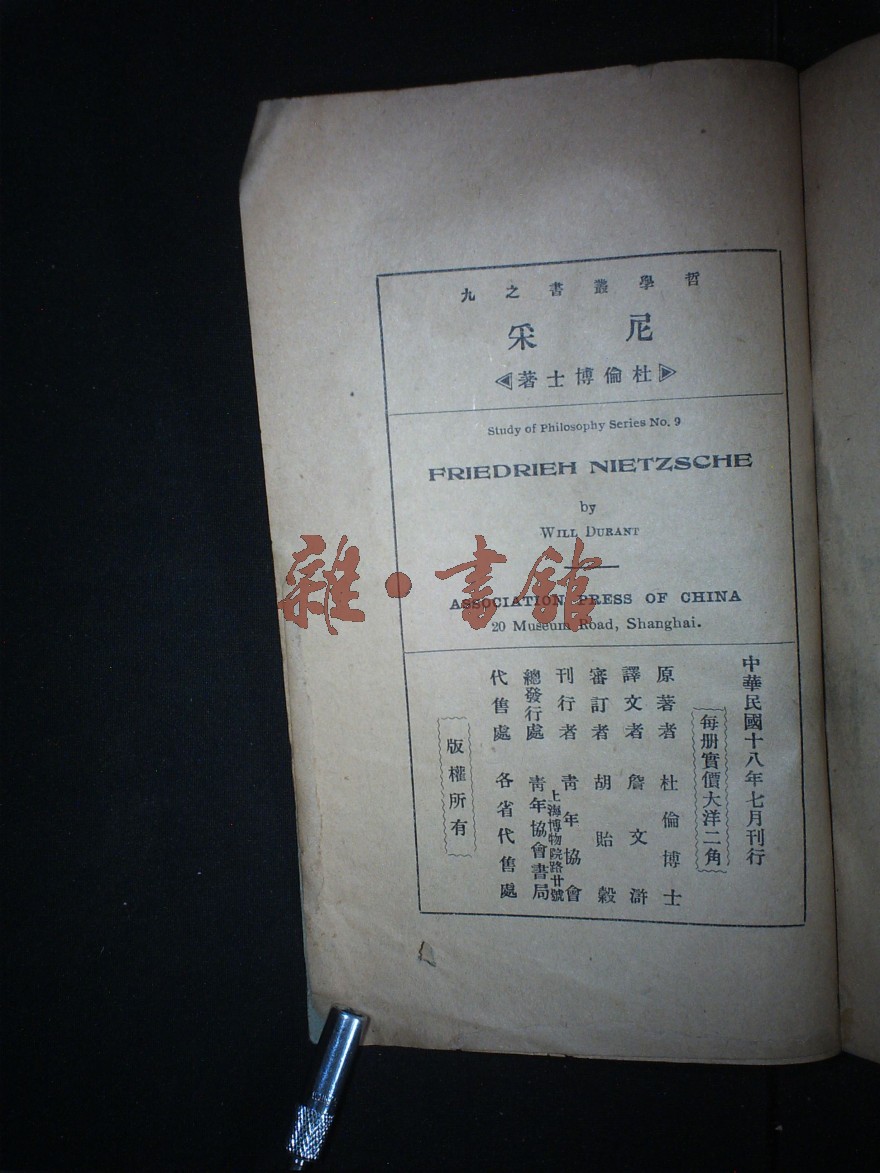 哲學叢書之九
尼采
杜倫博士著
Study of Philosophy Series No. 9
FRIEDRIEH NIETZSCHE
by
WILL DURANT
ASSOCIATION PRESS OF CHINA
20 Museum Road, Shanghai.
中華民國十八年七月刊行
每册實價大洋二角
原著者 杜倫博士
譯文者 詹文滸
審訂者 胡貽穀
刊行者 青年協會
總發行處 上海博物院路廿號 青年協會書局
代售處 各省代售處
版權所有
雜·書館